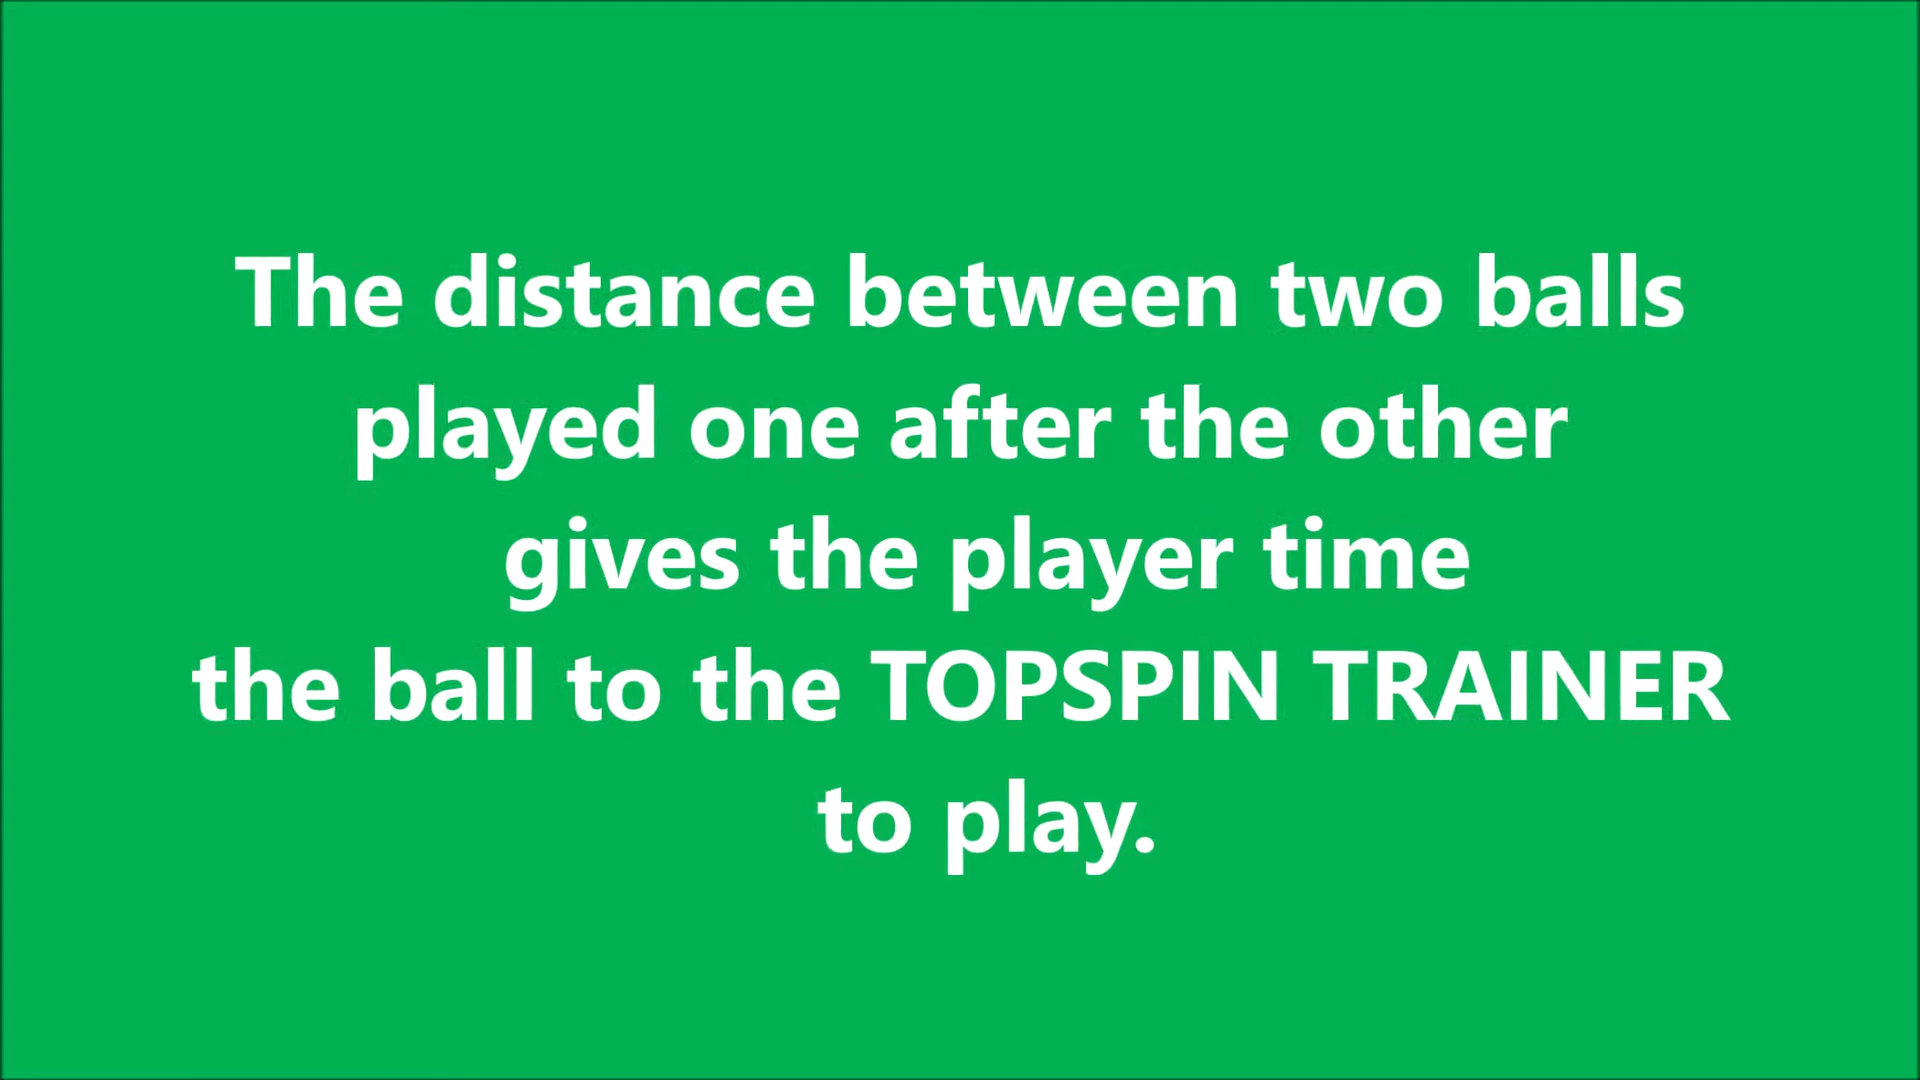 The distance between two balls
played one after the other
gives the player time
the ball to the TOPSPIN TRAINER
to play.